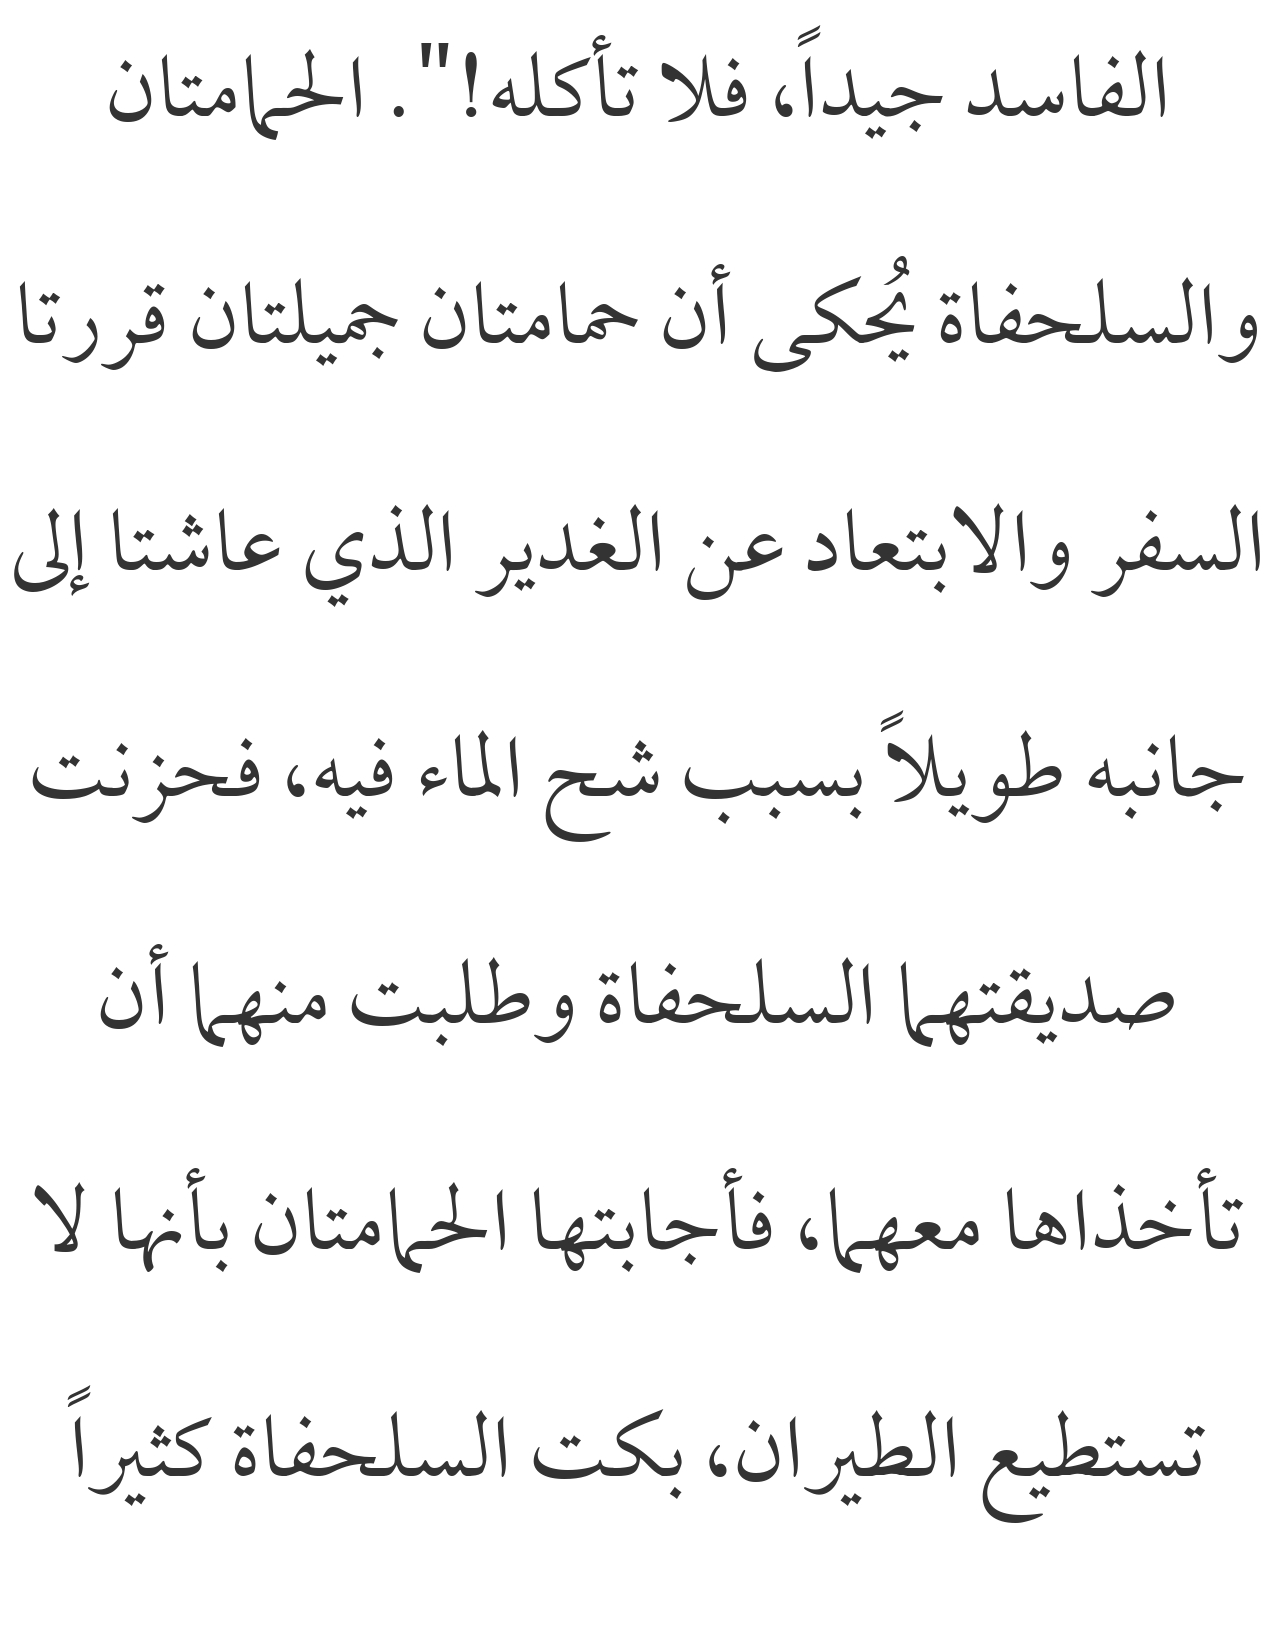 الفاسد جيداً، فلا تأكله!". الحمامتان
والسلحفاة يُحكى أن حمامتان جميلتان قررتا
السفر والابتعاد عن الغدير الذي عاشتا إلى
جانبه طويلاً بسبب شح الماء فيه، فحزنت
صديقتهما السلحفاة وطلبت منهما أن
تأخذاها معهما، فأجابتها الحمامتان بأنها لا
تستطيع الطيران، بكت السلحفاة كثيراً